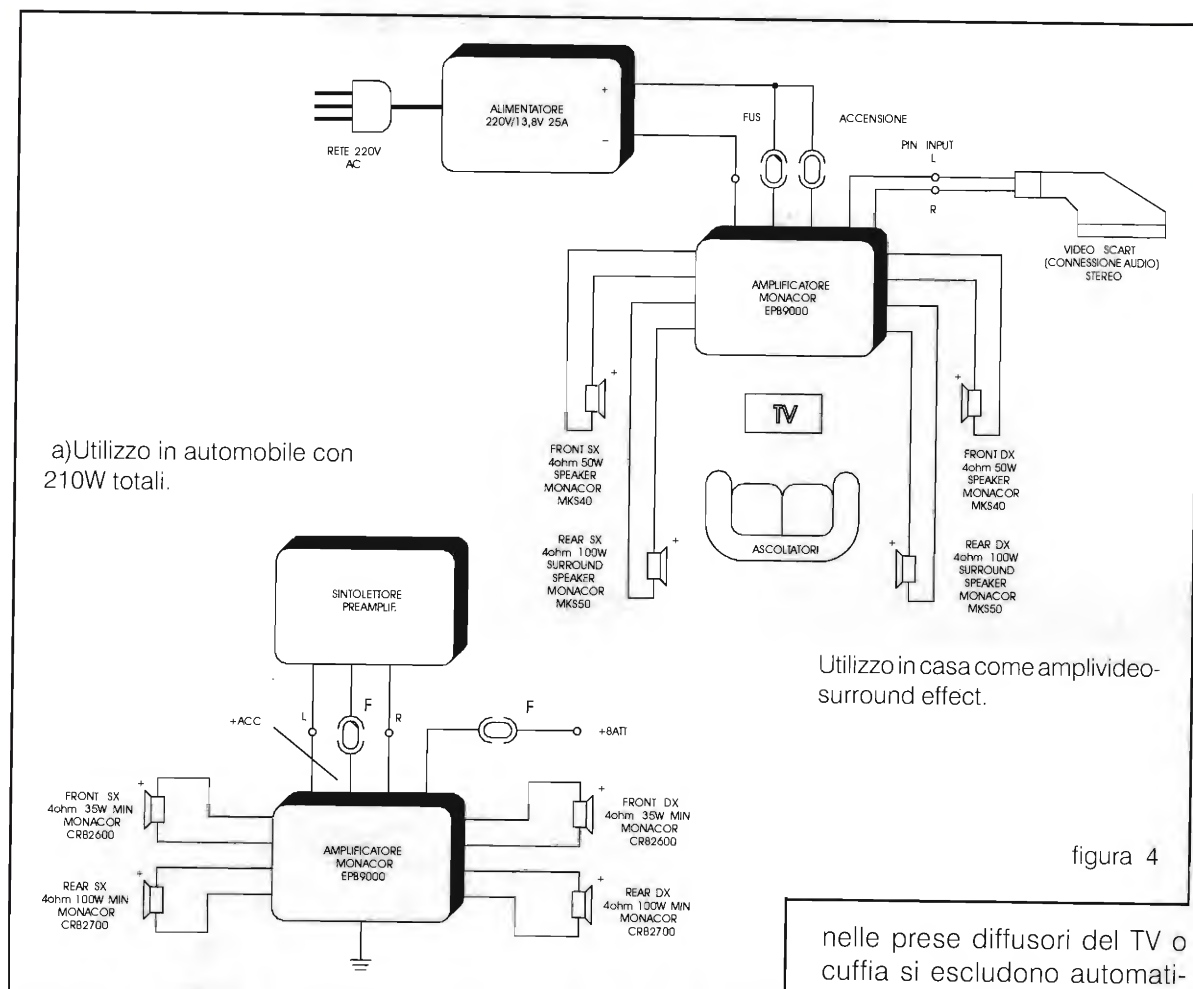 RETE 220V
AC
ALIMENTATORE
220V/13,8V 25A
+
−
FUS
ACCENSIONE
PIN INPUT
L
R
VIDEO SCART
(CONNESSIONE AUDIO)
STEREO
AMPLIFICATORE
MONACOR
EPB9000
+
FRONT SX
4ohm 50W
SPEAKER
MONACOR
MKS40
+
REAR SX
4ohm 100W
SURROUND
SPEAKER
MONACOR
MKS50
TV
ASCOLTATORI
+
FRONT DX
4ohm 50W
SPEAKER
MONACOR
MKS40
+
REAR DX
4ohm 100W
SURROUND
SPEAKER
MONACOR
MKS50
Utilizzo in casa come amplivideo-
surround effect.
a)Utilizzo in automobile con
210W totali.
SINTOLETTORE
PREAMPLIF.
+ACC
L
F
R
F
+BATT
+
FRONT SX
4ohm 35W MIN
MONACOR
CRB2600
+
REAR SX
4ohm 100W MIN
MONACOR
CRB2700
AMPLIFICATORE
MONACOR
EPB9000
+
FRONT DX
4ohm 35W MIN
MONACOR
CRB2600
+
REAR DX
4ohm 100W MIN
MONACOR
CRB2700
figura 4
nelle prese diffusori del TV o
cuffia si escludono automati-